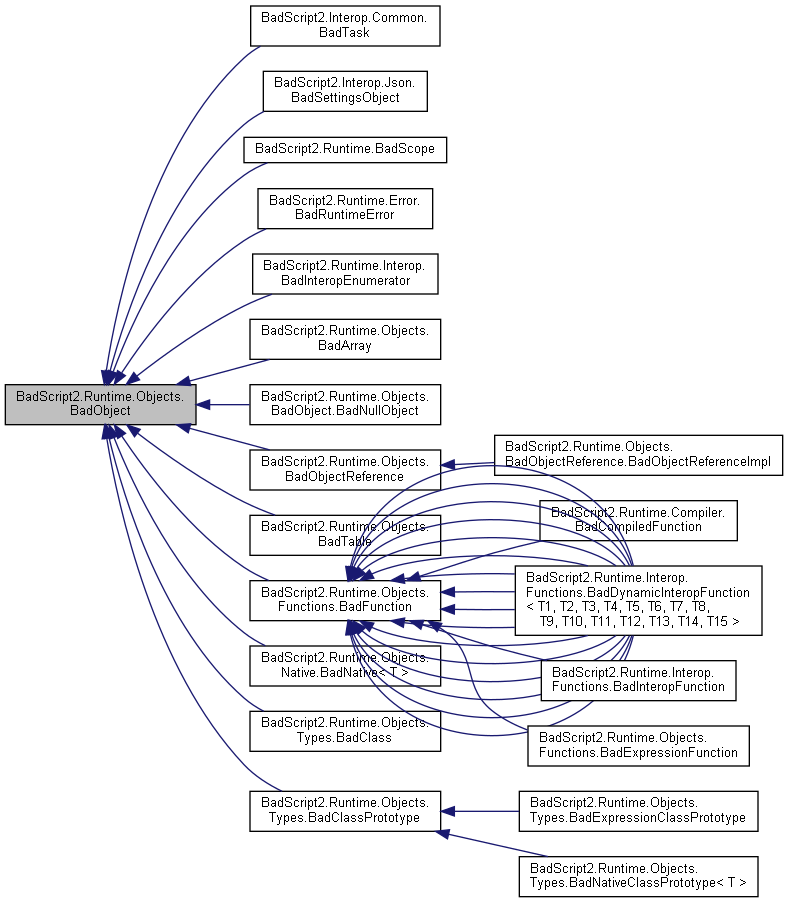 BadScript2.Interop.Common.
BadTask
BadScript2.Interop.Json.
BadSettingsObject
BadScript2.Runtime.BadScope
BadScript2.Runtime.Error.
BadRuntimeError
BadScript2.Runtime.Interop.
BadInteropEnumerator
BadScript2.Runtime.Objects.
BadArray
BadScript2.Runtime.Objects.
BadObject
BadScript2.Runtime.Objects.
BadObject.BadNullObject
BadScript2.Runtime.Objects.
BadObjectReference
BadScript2.Runtime.Objects.
BadObjectReference.BadObjectReferenceImpl
BadScript2.Runtime.Objects.
BadTable
BadScript2.Runtime.Compiler.
BadCompiledFunction
BadScript2.Runtime.Objects.
Functions.BadFunction
BadScript2.Runtime.Interop.
Functions.BadDynamicInteropFunction
< T1, T2, T3, T4, T5, T6, T7, T8,
T9, T10, T11, T12, T13, T14, T15 >
BadScript2.Runtime.Objects.
Native.BadNative< T >
BadScript2.Runtime.Interop.
Functions.BadInteropFunction
BadScript2.Runtime.Objects.
Types.BadClass
BadScript2.Runtime.Objects.
Functions.BadExpressionFunction
BadScript2.Runtime.Objects.
Types.BadClassPrototype
BadScript2.Runtime.Objects.
Types.BadExpressionClassPrototype
BadScript2.Runtime.Objects.
Types.BadNativeClassPrototype< T >